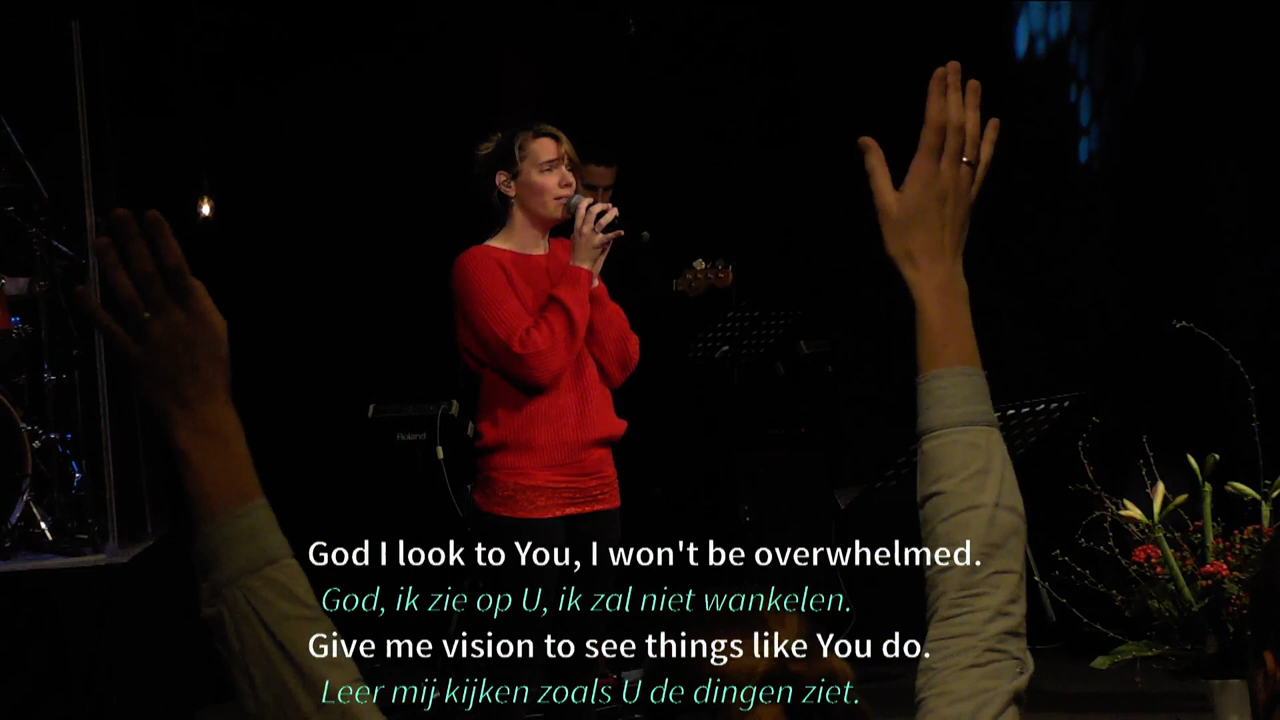 Roland
God I look to You, I won't be overwhelmed.
God, ik zie op U, ik zal niet wankelen.
Give me vision to see things like You do.
Leer mij kijken zoals U de dingen ziet.